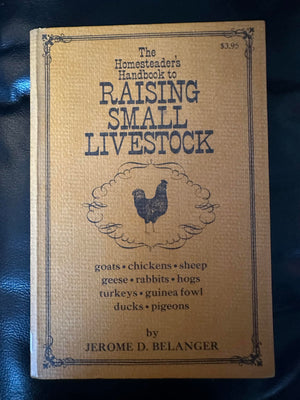 $3.95
The
Homesteader's
Handbook to
RAISING
SMALL
LIVESTOCK
goats • chickens • sheep
geese • rabbits • hogs
turkeys • guinea fowl
ducks • pigeons
by
JEROME D. BELANGER